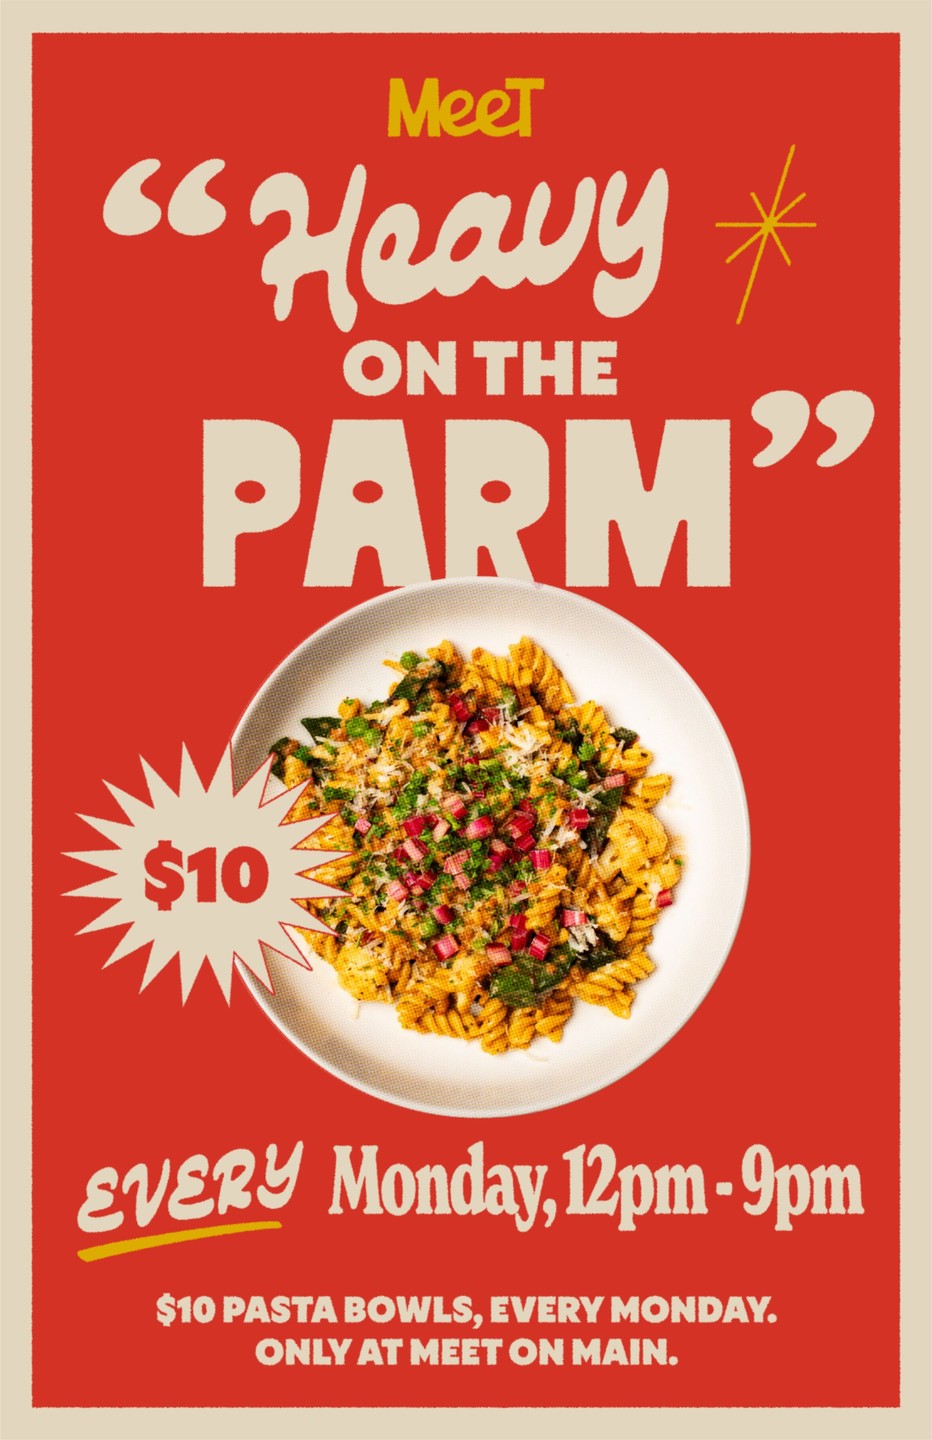 MeeT
“Heavy
ON THE
PARM”
$10
EVERY Monday, 12pm - 9pm
$10 PASTA BOWLS, EVERY MONDAY.
ONLY AT MEET ON MAIN.